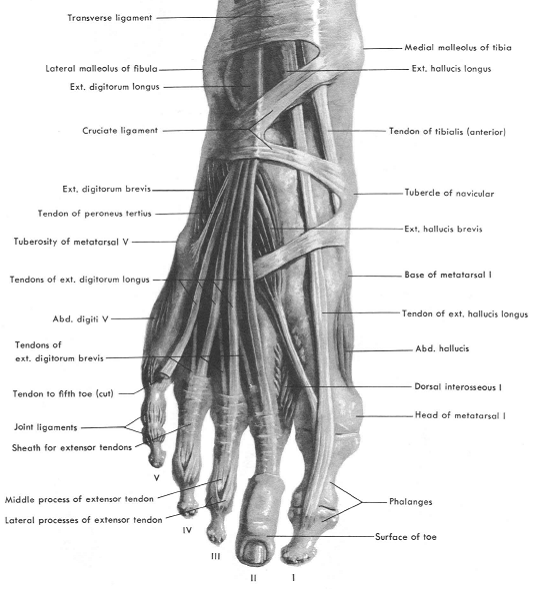 Transverse ligament
Medial malleolus of tibia
Lateral malleolus of fibula
Ext. hallucis longus
Ext. digitorum longus
Cruciate ligament
Tendon of tibialis (anterior)
Ext. digitorum brevis
Tubercle of navicular
Tendon of peroneus tertius
Ext. hallucis brevis
Tuberosity of metatarsal V
Base of metatarsal I
Tendons of ext. digitorum longus
Tendon of ext. hallucis longus
Abd. digiti V
Tendons of
ext. digitorum brevis
Abd. hallucis
Dorsal interosseous I
Tendon to fifth toe (cut)
Head of metatarsal I
Joint ligaments
Sheath for extensor tendons
V
Middle process of extensor tendon
Phalanges
Lateral processes of extensor tendon
IV
Surface of toe
III
II
I